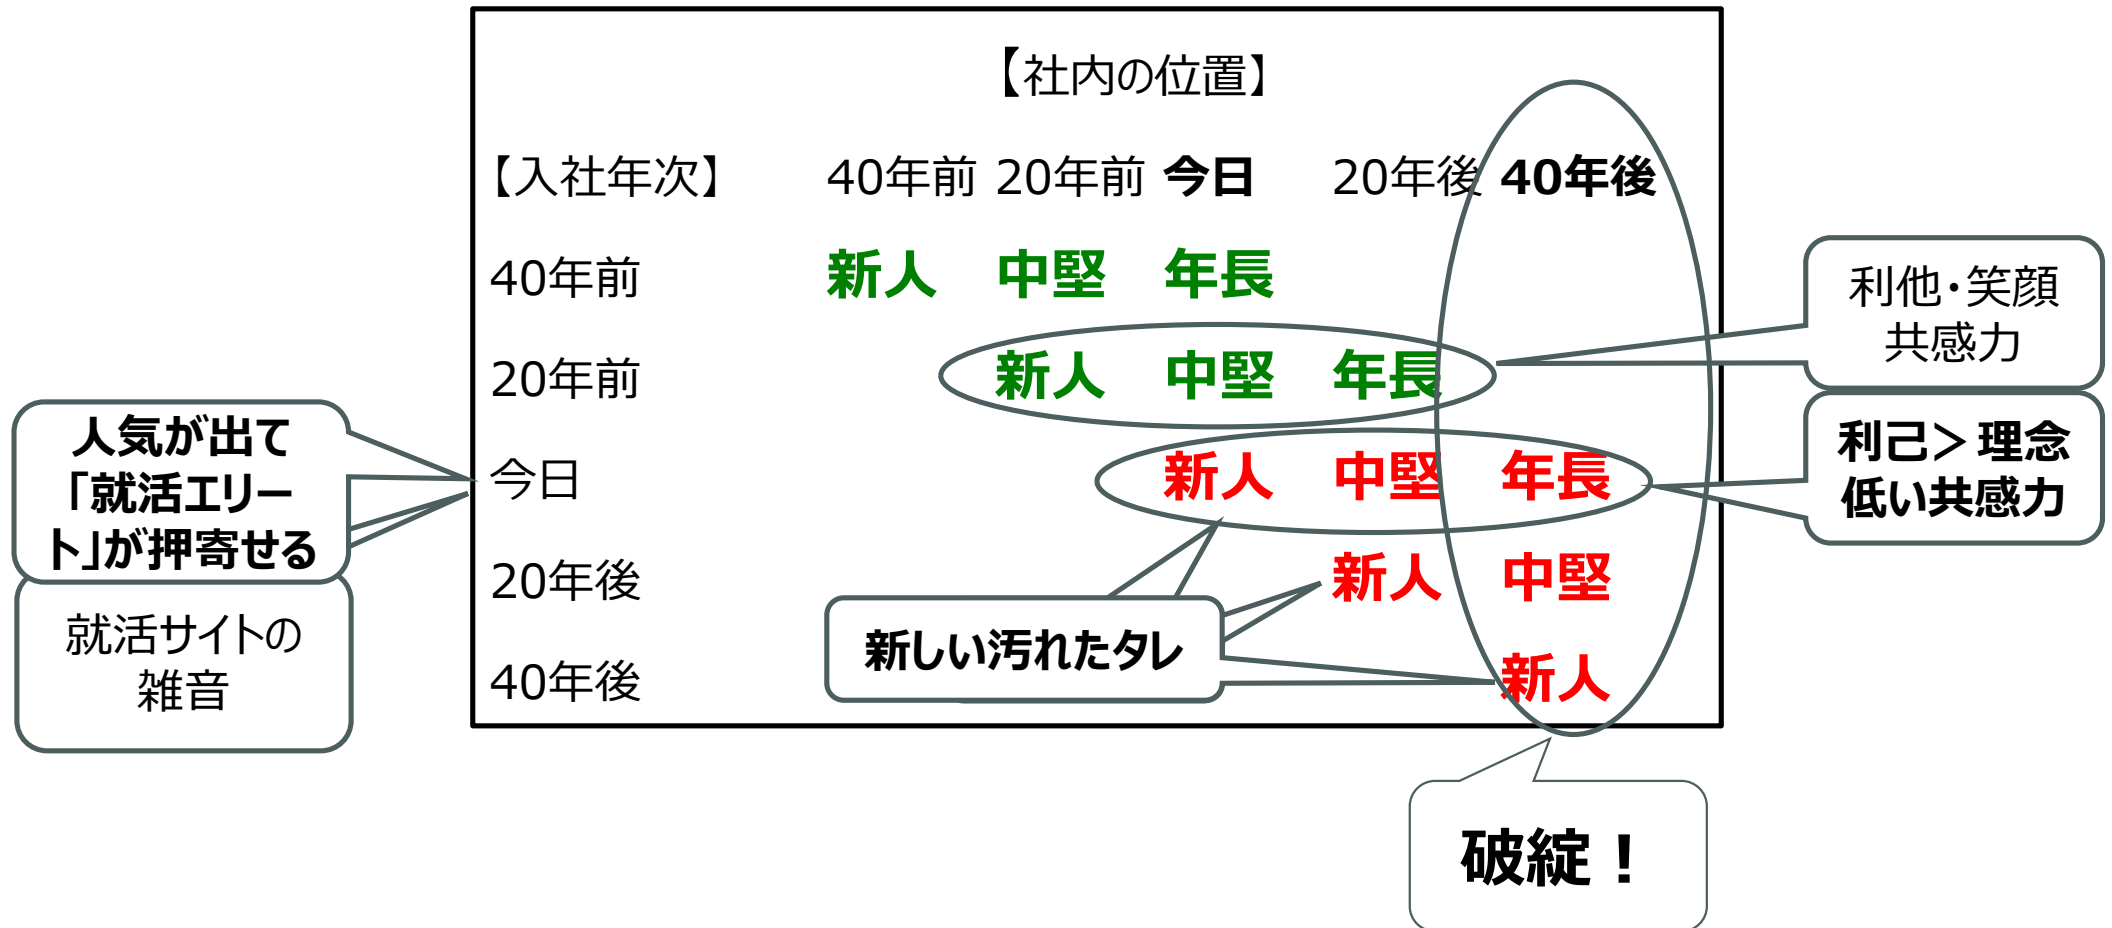 【社内の位置】
【入社年次】 40年前 20年前 今日 20年後 40年後
40年前 新人 中堅 年長
20年前 新人 中堅 年長
今日 新人 中堅 年長
20年後 新人 中堅
40年後 新人
人気が出て
「就活エリー
ト」が押寄せる
就活サイトの
雑音
新しい汚れたタレ
利他・笑顔
共感力
利己＞理念
低い共感力
破綻！